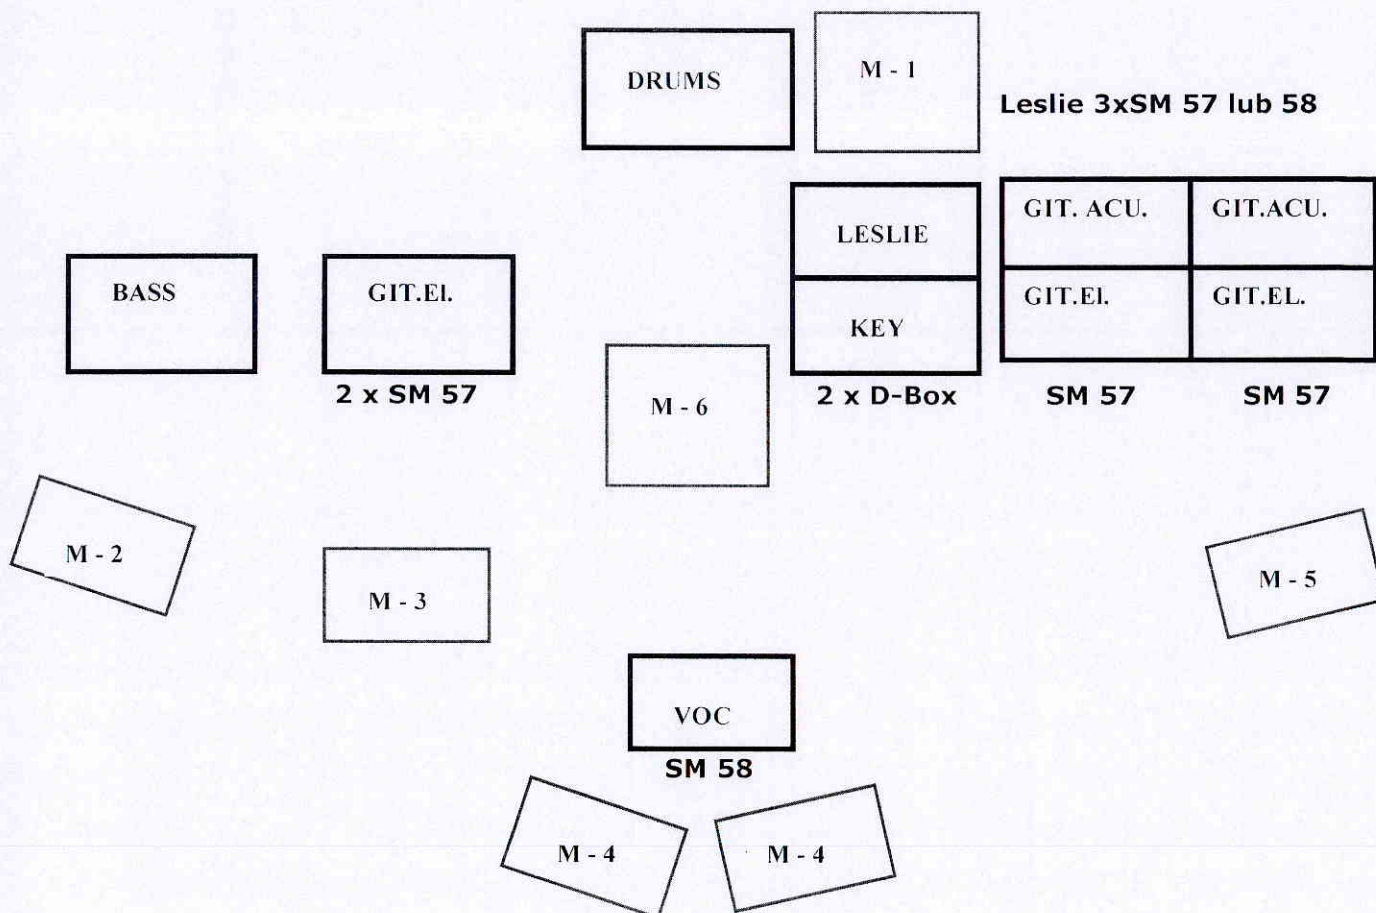 DRUMS
M - 1
Leslie 3xSM 57 lub 58
LESLIE
KEY
2 x D-Box
GIT. ACU.
GIT.ACU.
GIT.El.
GIT.EL.
SM 57
SM 57
BASS
GIT.El.
2 x SM 57
M - 6
M - 2
M - 3
M - 5
VOC
SM 58
M - 4
M - 4